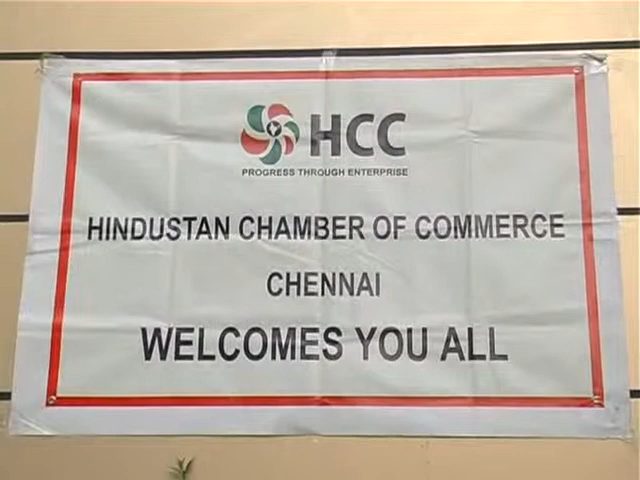 HCC
PROGRESS THROUGH ENTERPRISE
HINDUSTAN CHAMBER OF COMMERCE
CHENNAI
WELCOMES YOU ALL